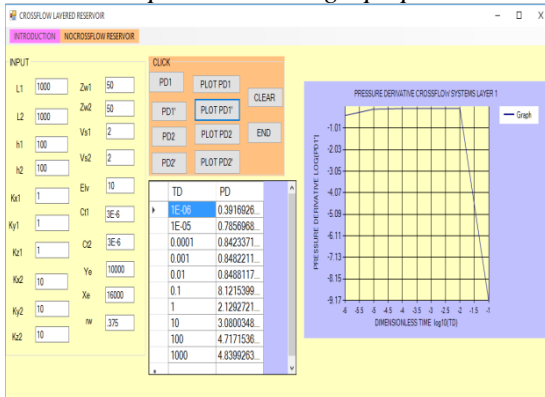 CROSSFLOW LAYERED RESERVOIR
INTRODUCTION NOCROSSFLOW RESERVOIR
INPUT
L1 1000
L2 1000
h1 100
h2 100
Kx1 1
Ky1 1
Kz1 1
Kx2 10
Ky2 10
Kz2 10
Zw1 50
Zw2 50
Vs1 2
Vs2 2
Elv 10
Ct1 3E-6
Ct2 3E-6
Ye 10000
Xe 16000
rw .375
CLICK
PD1 PLOT PD1
PD1' PLOT PD1'
PD2 PLOT PD2
PD2' PLOT PD2'
CLEAR
END
TD PD
1E-06 0.3916926...
1E-05 0.7856968...
0.0001 0.8423371...
0.001 0.8482211...
0.01 0.8488117...
0.1 8.1215399...
1 2.1292721...
10 3.0800348...
100 4.7171536...
1000 4.8399263...
PRESSURE DERIVATIVE CROSSFLOW SYSTEMS LAYER 1
Graph
PRESSURE DERIVATIVE LOG(PD1')
-1.01
-2.03
-3.05
-4.07
-5.09
-6.11
-7.13
-8.15
-9.17
-6 -5.5 -5 -4.5 -4 -3.5 -3 -2.5 -2 -1.5 -1
DIMENSIONLESS TIME log10(TD)